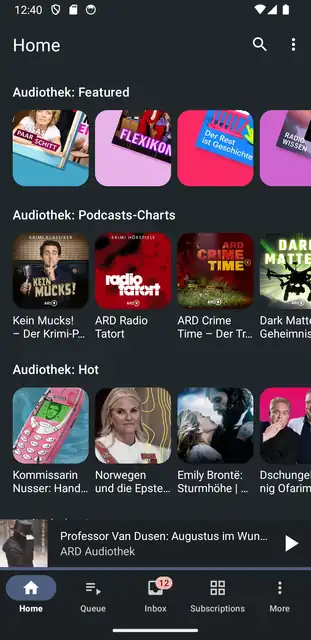 12:40
Home
Audiothek: Featured
PAAR SCHITT
FLEXIKON
Der Rest
ist Geschichte
RADIO
WISSEN
Audiothek: Podcasts-Charts
KRIMI KLASSIKER
KEIN MUCKS!
KRIMI HÖRSPIELE
radio
tatort
ARD
CRIME
TIME
DARK
MATTE
Kein Mucks!
– Der Krimi-P...
ARD Radio
Tatort
ARD Crime
Time – Der Tr...
Dark Matte
Geheimnis
Audiothek: Hot
Kommissarin
Nusser: Hand...
Norwegen
und die Epste...
Emily Brontë:
Sturmhöhe | ...
Dschungel
nig Ofarim
Professor Van Dusen: Augustus im Wun...
ARD Audiothek
12
Home
Queue
Inbox
Subscriptions
More